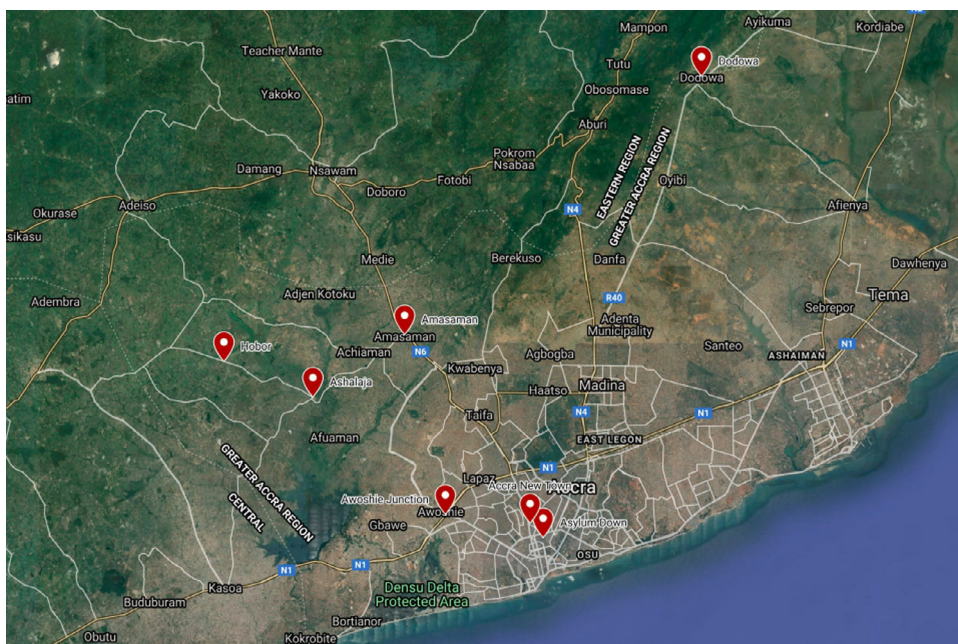 Ayikuma
N2
Mampon
Kordiabe
Teacher Mante
Tutu
Dodowa
Dodowa
Obosomase
Yakoko
atim
Aburi
Pokrom
Nsabaa
Damang
Nsawam
Fotobi
Doboro
EASTERN REGION
GREATER ACCRA REGION
Oyibi
Okurase
Adeiso
N4
Afienya
sikasu
Medie
Berekuso
Danfa
Dawhenya
Adembra
Adjen Kotoku
R40
Tema
Sebrepor
Amasaman
Amasaman
Adenta
Municipality
Hobor
Achiaman
N6
Agbogba
Santeo
N1
ASHAIMAN
Kwabenya
Ashalaja
Haatso
Madina
Taifa
N4
N1
Afuaman
EAST LEGON
GREATER ACCRA REGION
CENTRAL
N1
Lapaz
Accra New Town
Accra
Awoshie Junction
Awoshie
Gbawe
Asylum Down
OSU
N1
N1
Kasoa
Densu Delta
Protected Area
Buduburam
Bortianor
Obutu
Kokrobite